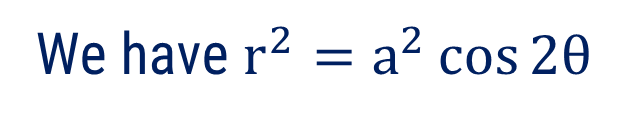 We have r² = a² cos 2θ